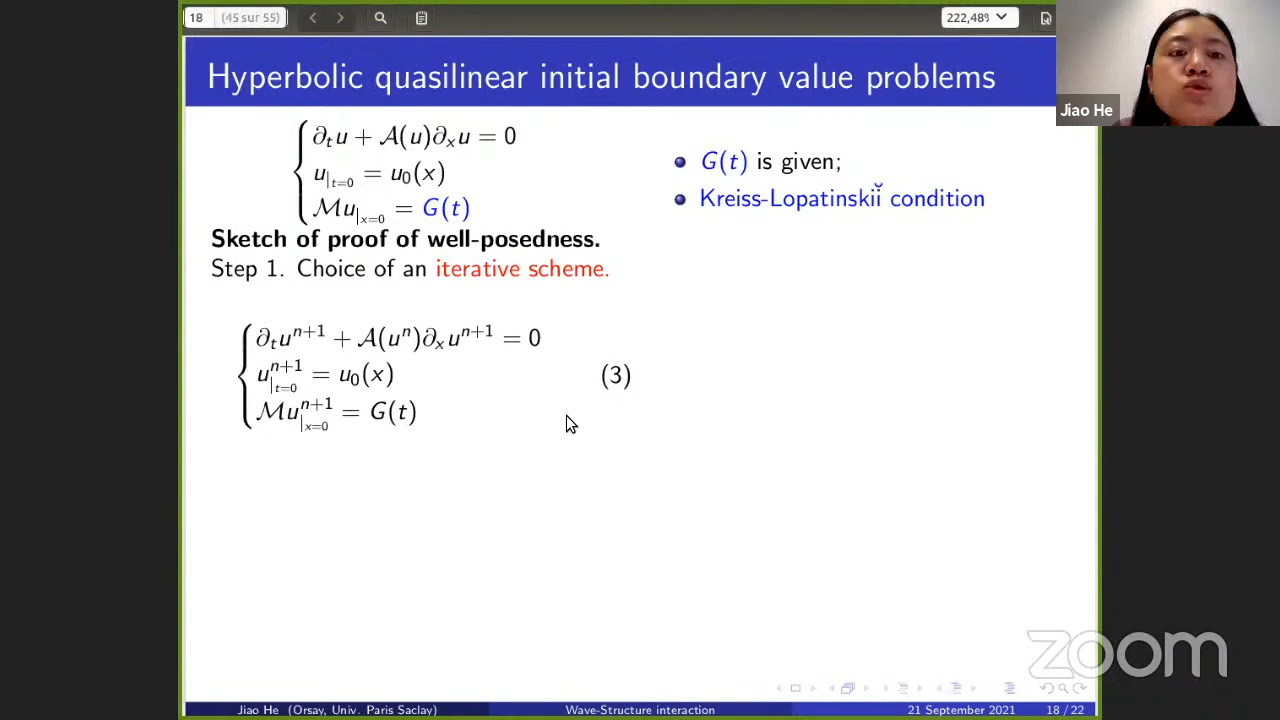 18 (45 sur 55) 222,48%
Hyperbolic quasilinear initial boundary value problems
Jiao He
∂ₜu + 𝒜(u)∂ₓu = 0
u|ₜ₌₀ = u₀(x)
ℳu|ₓ₌₀ = G(t)
• G(t) is given;
• Kreiss-Lopatinskiĭ condition
Sketch of proof of well-posedness.
Step 1. Choice of an iterative scheme.
∂ₜuⁿ⁺¹ + 𝒜(uⁿ)∂ₓuⁿ⁺¹ = 0
uⁿ⁺¹|ₜ₌₀ = u₀(x) (3)
ℳuⁿ⁺¹|ₓ₌₀ = G(t)
zoom
Jiao He (Orsay, Univ. Paris Saclay) Wave-Structure interaction 21 September 2021 18 / 22